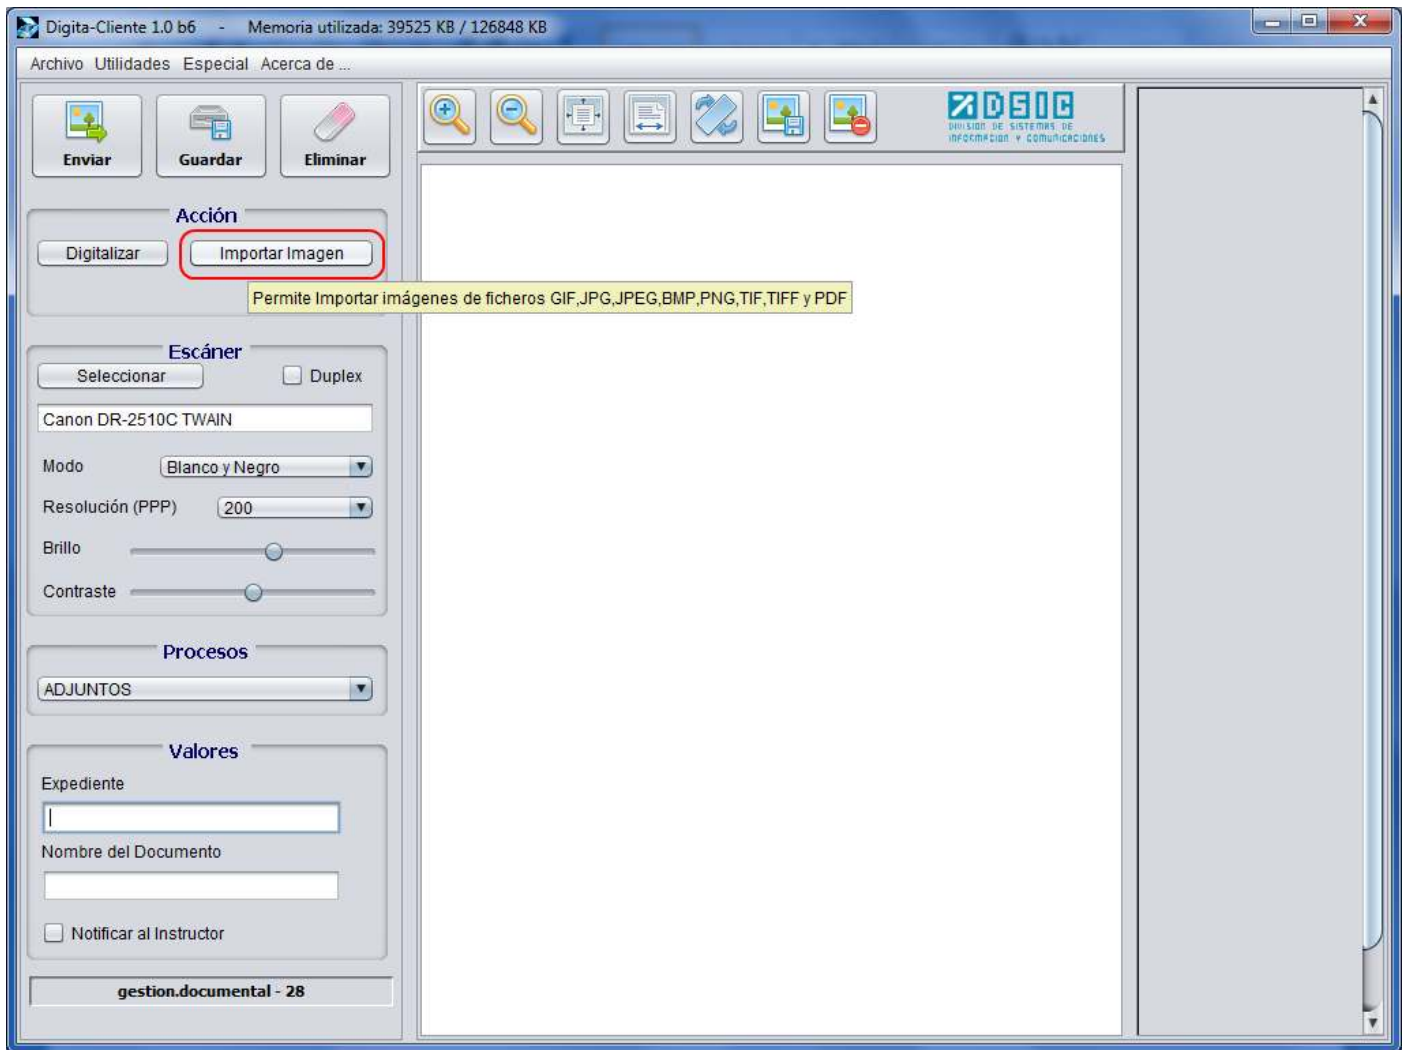 Digita-Cliente 1.0 b6 - Memoria utilizada: 39525 KB / 126848 KB
Archivo Utilidades Especial Acerca de ...
Enviar Guardar Eliminar
DSIC
DIVISION DE SISTEMAS DE
INFORMACION Y COMUNICACIONES
Acción
Digitalizar Importar Imagen
Permite Importar imágenes de ficheros GIF,JPG,JPEG,BMP,PNG,TIF,TIFF y PDF
Escáner
Seleccionar Duplex
Canon DR-2510C TWAIN
Modo Blanco y Negro
Resolución (PPP) 200
Brillo
Contraste
Procesos
ADJUNTOS
Valores
Expediente
Nombre del Documento
Notificar al Instructor
gestion.documental - 28